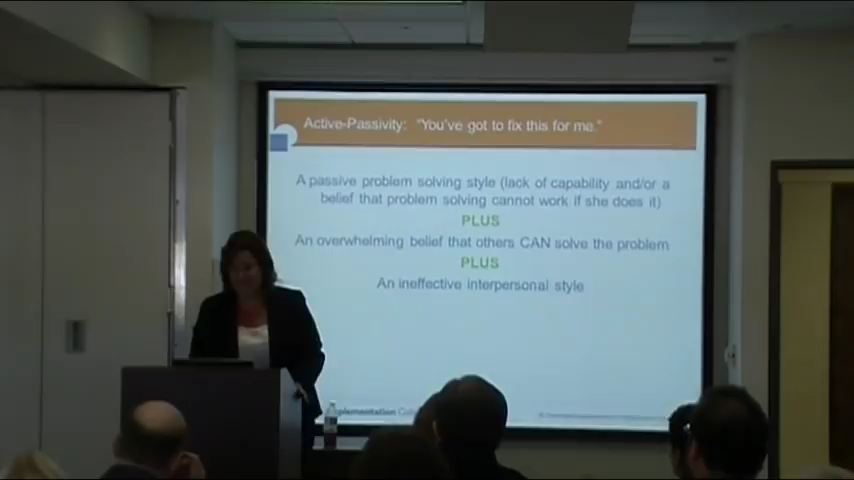 Active-Passivity: "You've got to fix this for me."
A passive problem solving style (lack of capability and/or a
belief that problem solving cannot work if she does it)
PLUS
An overwhelming belief that others CAN solve the problem
PLUS
An ineffective interpersonal style
Implementation